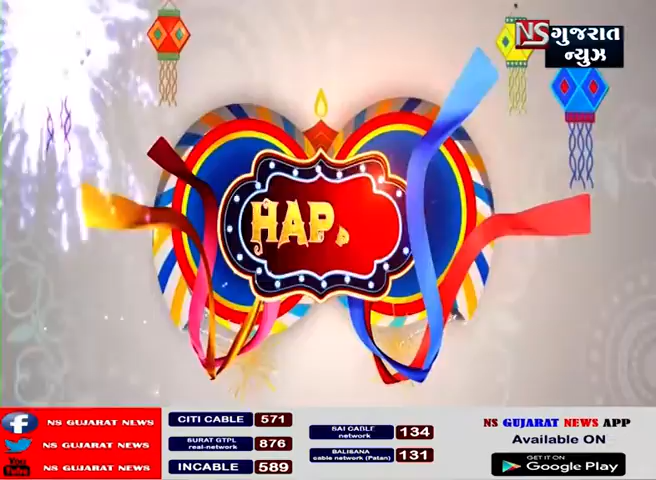 NS ગુજરાત
ન્યુઝ
HAP
NS GUJARAT NEWS
NS GUJARAT NEWS
You Tube NS GUJARAT NEWS
CITI CABLE 571
SURAT GTPL
real-network 876
INCABLE 589
SAI CABLE
network 134
BALISANA
cable network (Patan) 131
NS GUJARAT NEWS APP
Available ON
GET IT ON
Google Play